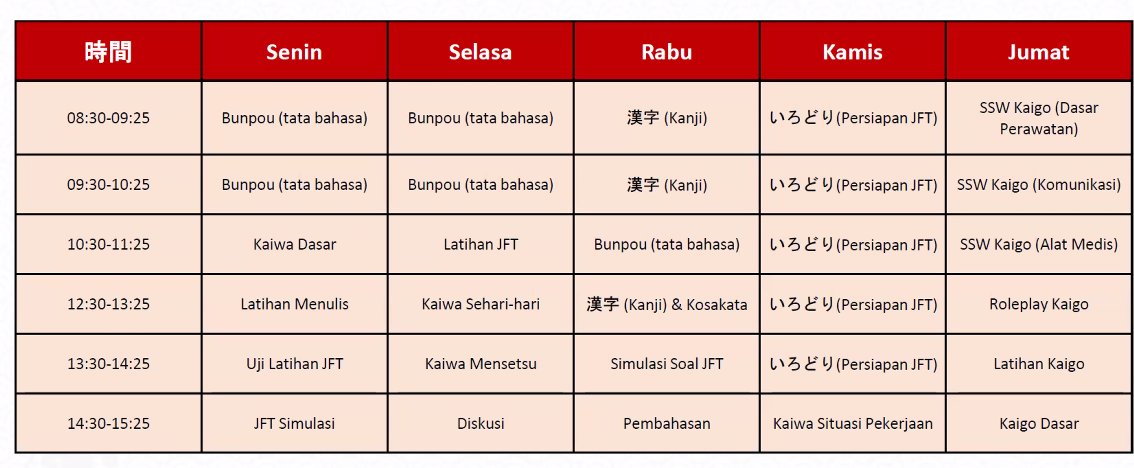 時間 Senin Selasa Rabu Kamis Jumat
08:30-09:25 Bunpou (tata bahasa) Bunpou (tata bahasa) 漢字 (Kanji) いろどり(Persiapan JFT) SSW Kaigo (Dasar
Perawatan)
09:30-10:25 Bunpou (tata bahasa) Bunpou (tata bahasa) 漢字 (Kanji) いろどり(Persiapan JFT) SSW Kaigo (Komunikasi)
10:30-11:25 Kaiwa Dasar Latihan JFT Bunpou (tata bahasa) いろどり(Persiapan JFT) SSW Kaigo (Alat Medis)
12:30-13:25 Latihan Menulis Kaiwa Sehari-hari 漢字 (Kanji) & Kosakata いろどり(Persiapan JFT) Roleplay Kaigo
13:30-14:25 Uji Latihan JFT Kaiwa Mensetsu Simulasi Soal JFT いろどり(Persiapan JFT) Latihan Kaigo
14:30-15:25 JFT Simulasi Diskusi Pembahasan Kaiwa Situasi Pekerjaan Kaigo Dasar